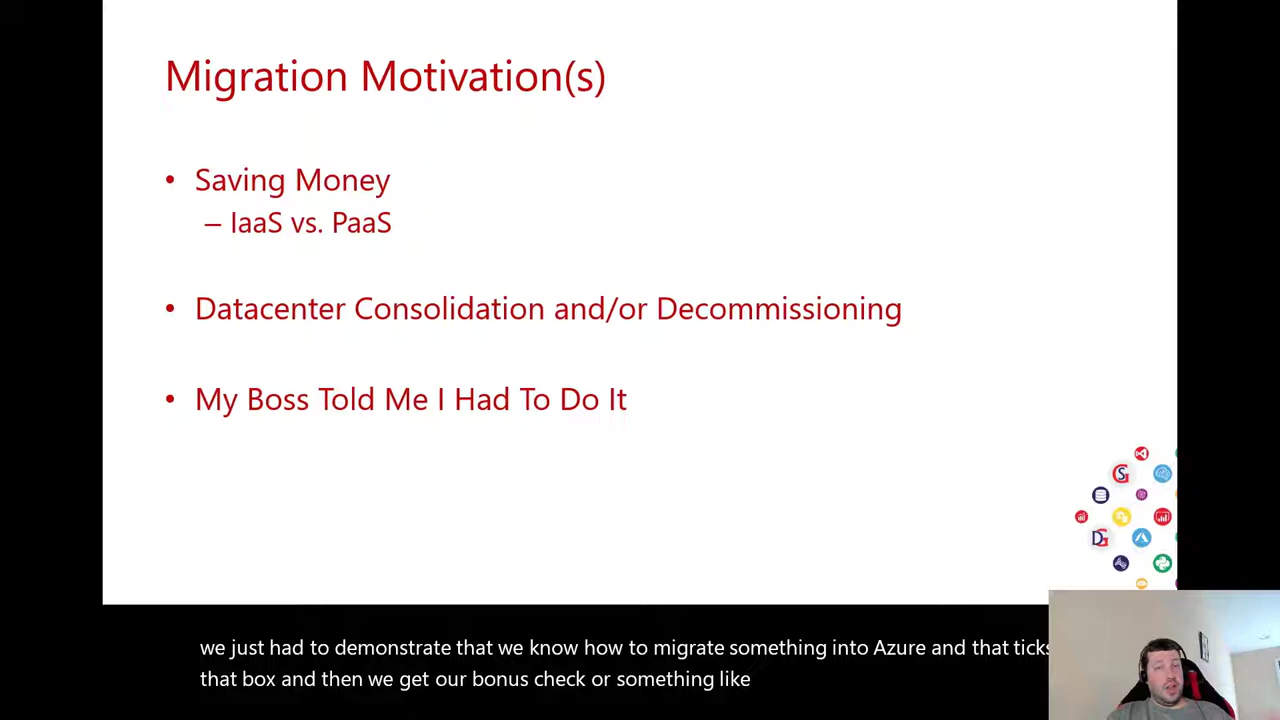 Migration Motivation(s)
• Saving Money
– IaaS vs. PaaS
• Datacenter Consolidation and/or Decommissioning
• My Boss Told Me I Had To Do It
GS
DG
we just had to demonstrate that we know how to migrate something into Azure and that ticks
that box and then we get our bonus check or something like